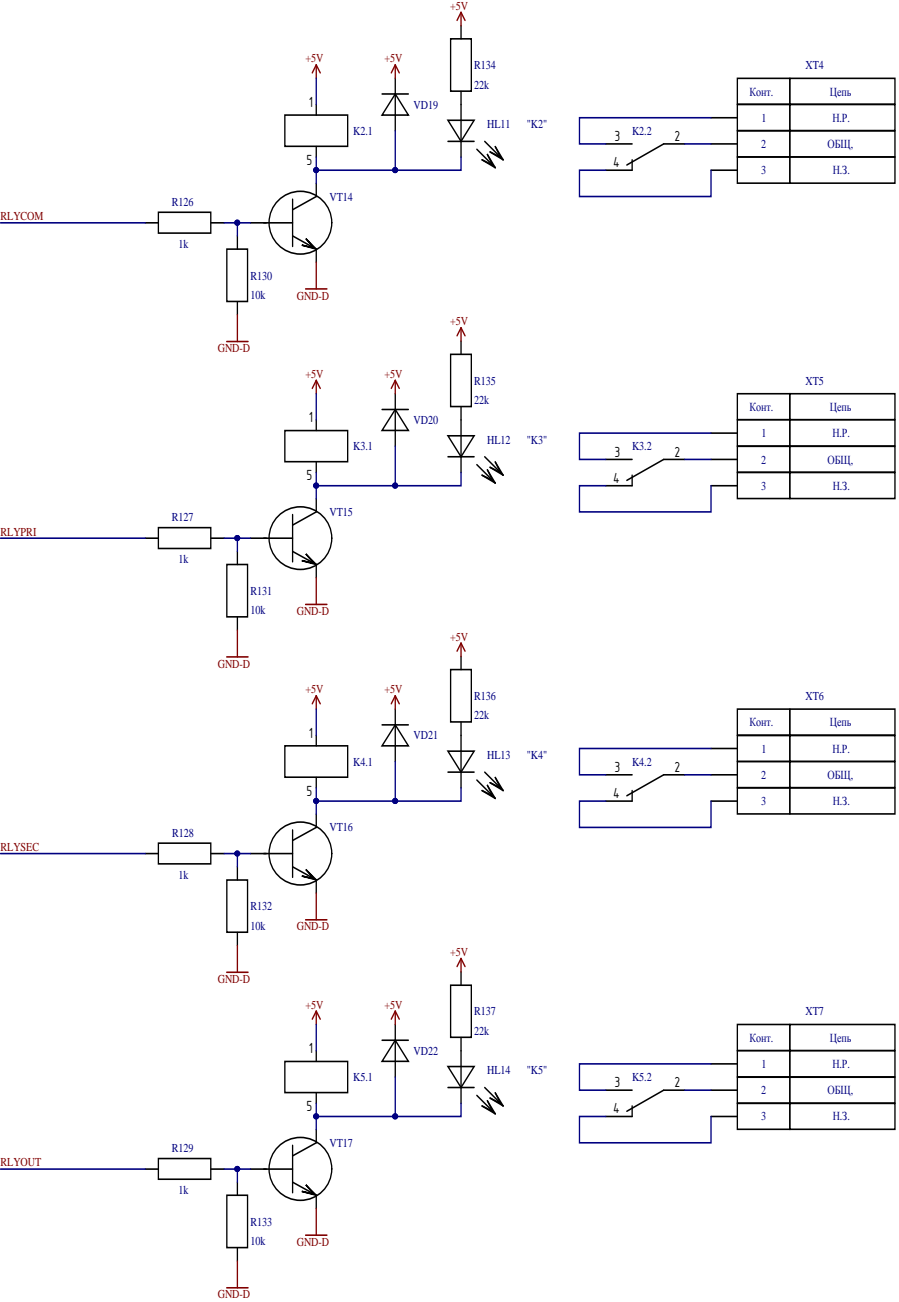 +5V
R134
22k
+5V
+5V
1
K2.1
VD19
HL11 "K2"
5
VT14
RLYCOM
R126
1k
R130
10k
GND-D
GND-D
3
K2.2
2
4
XT4
Конт. Цепь
1 Н.Р.
2 ОБЩ,
3 Н.З.
+5V
R135
22k
+5V
+5V
1
K3.1
VD20
HL12 "K3"
5
VT15
RLYPRI
R127
1k
R131
10k
GND-D
GND-D
3
K3.2
2
4
XT5
Конт. Цепь
1 Н.Р.
2 ОБЩ,
3 Н.З.
+5V
R136
22k
+5V
+5V
1
K4.1
VD21
HL13 "K4"
5
VT16
RLYSEC
R128
1k
R132
10k
GND-D
GND-D
3
K4.2
2
4
XT6
Конт. Цепь
1 Н.Р.
2 ОБЩ,
3 Н.З.
+5V
R137
22k
+5V
+5V
1
K5.1
VD22
HL14 "K5"
5
VT17
RLYOUT
R129
1k
R133
10k
GND-D
GND-D
3
K5.2
2
4
XT7
Конт. Цепь
1 Н.Р.
2 ОБЩ,
3 Н.З.